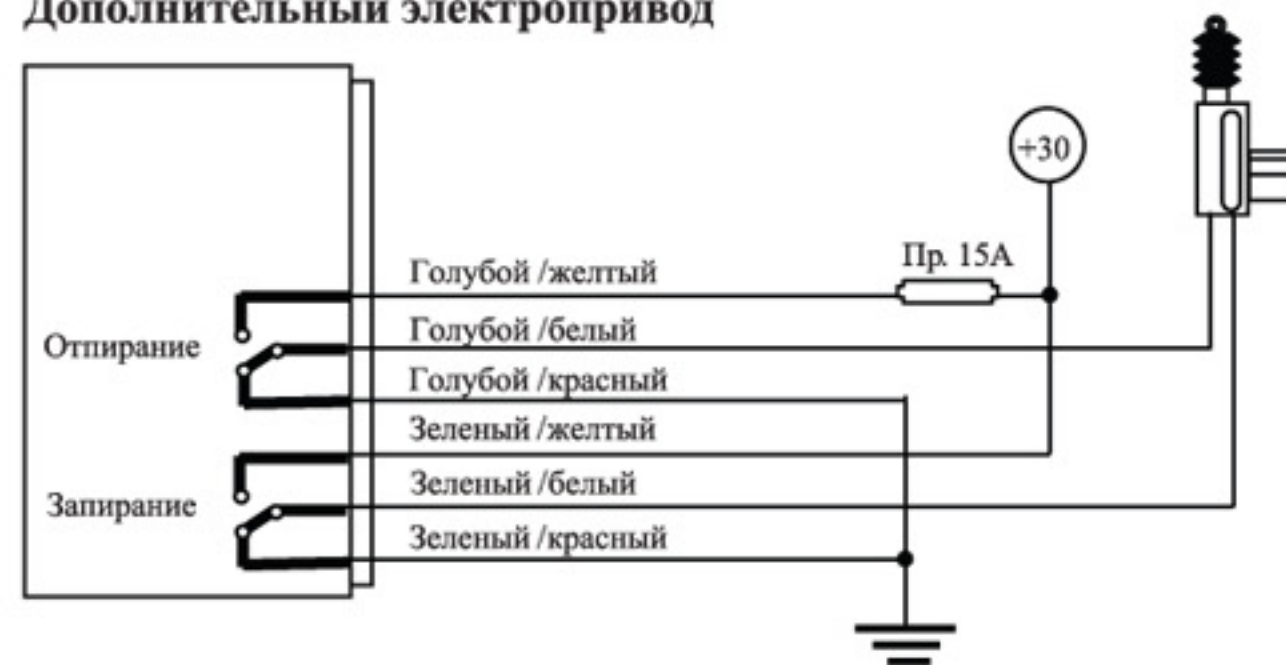 Дополнительный электропривод
+30
Пр. 15А
Голубой /желтый
Голубой /белый
Отпирание
Голубой /красный
Зеленый /желтый
Зеленый /белый
Запирание
Зеленый /красный